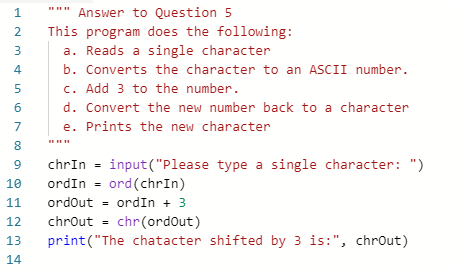 1 """ Answer to Question 5
2 This program does the following:
3 a. Reads a single character
4 b. Converts the character to an ASCII number.
5 c. Add 3 to the number.
6 d. Convert the new number back to a character
7 e. Prints the new character
8 """
9 chrIn = input("Please type a single character: ")
10 ordIn = ord(chrIn)
11 ordOut = ordIn + 3
12 chrOut = chr(ordOut)
13 print("The chatacter shifted by 3 is:", chrOut)
14